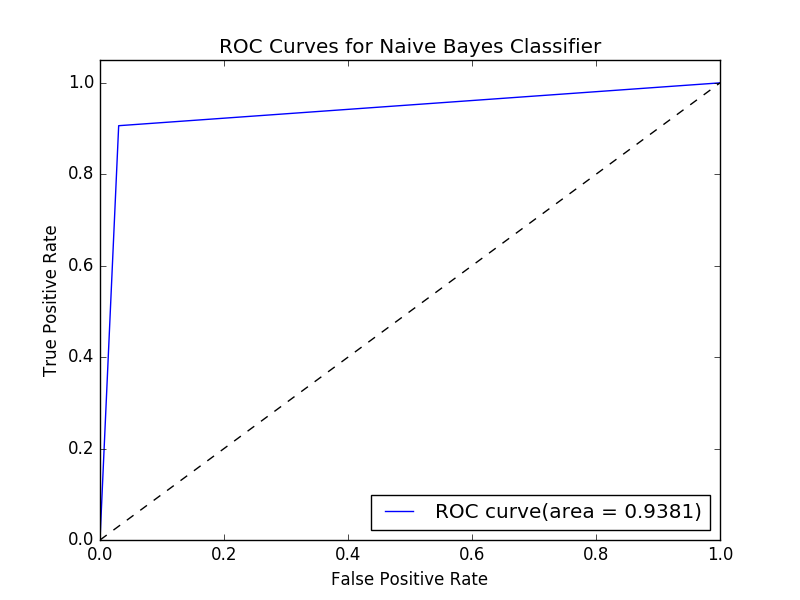 ROC Curves for Naive Bayes Classifier
1.0
0.8
0.6
0.4
0.2
0.0
True Positive Rate
ROC curve(area = 0.9381)
0.0 0.2 0.4 0.6 0.8 1.0
False Positive Rate